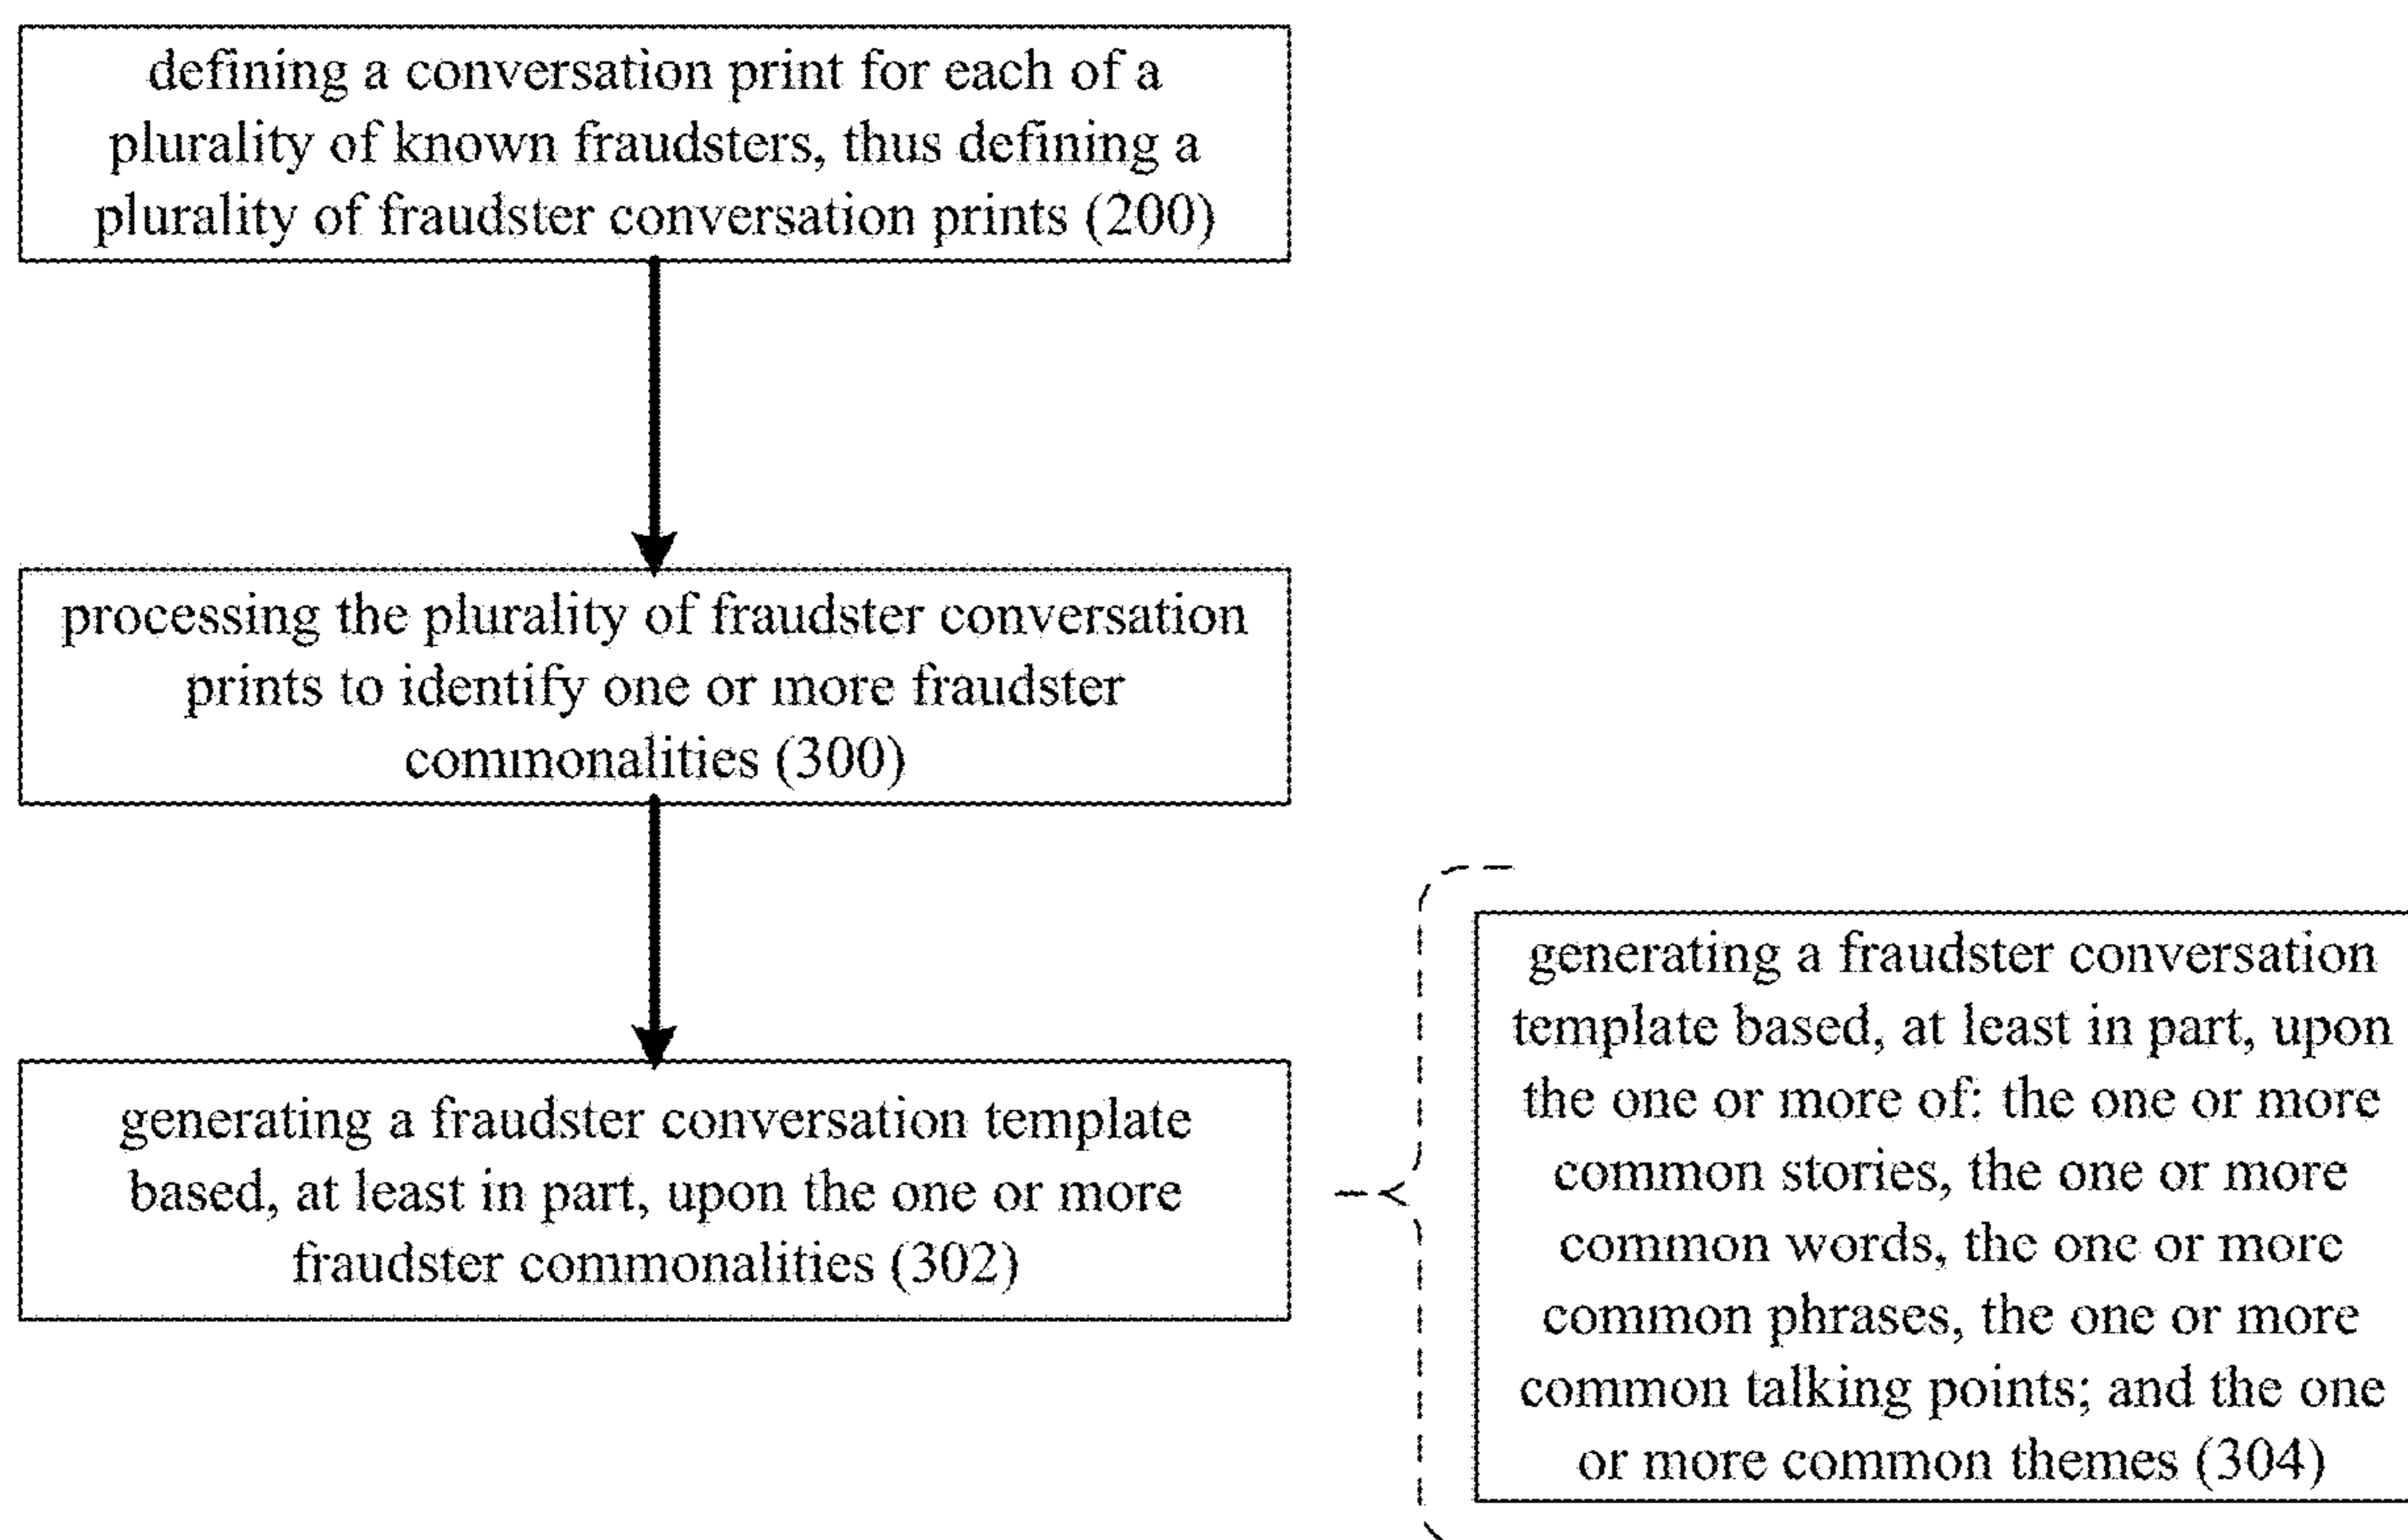 defining a conversation print for each of a
plurality of known fraudsters, thus defining a
plurality of fraudster conversation prints (200)
processing the plurality of fraudster conversation
prints to identify one or more fraudster
commonalities (300)
generating a fraudster conversation template
based, at least in part, upon the one or more
fraudster commonalities (302)
generating a fraudster conversation
template based, at least in part, upon
the one or more of: the one or more
common stories, the one or more
common words, the one or more
common phrases, the one or more
common talking points; and the one
or more common themes (304)